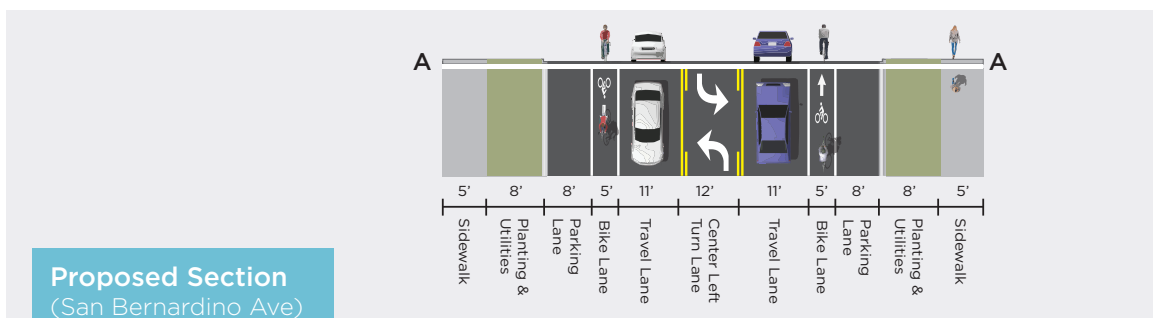 A A
5' 8' 8' 5' 11' 12' 11' 5' 8' 8' 5'
Sidewalk
Planting &
Utilities
Parking
Lane
Bike Lane
Travel Lane
Center Left
Turn Lane
Travel Lane
Bike Lane
Parking
Lane
Planting &
Utilities
Sidewalk
Proposed Section
(San Bernardino Ave)